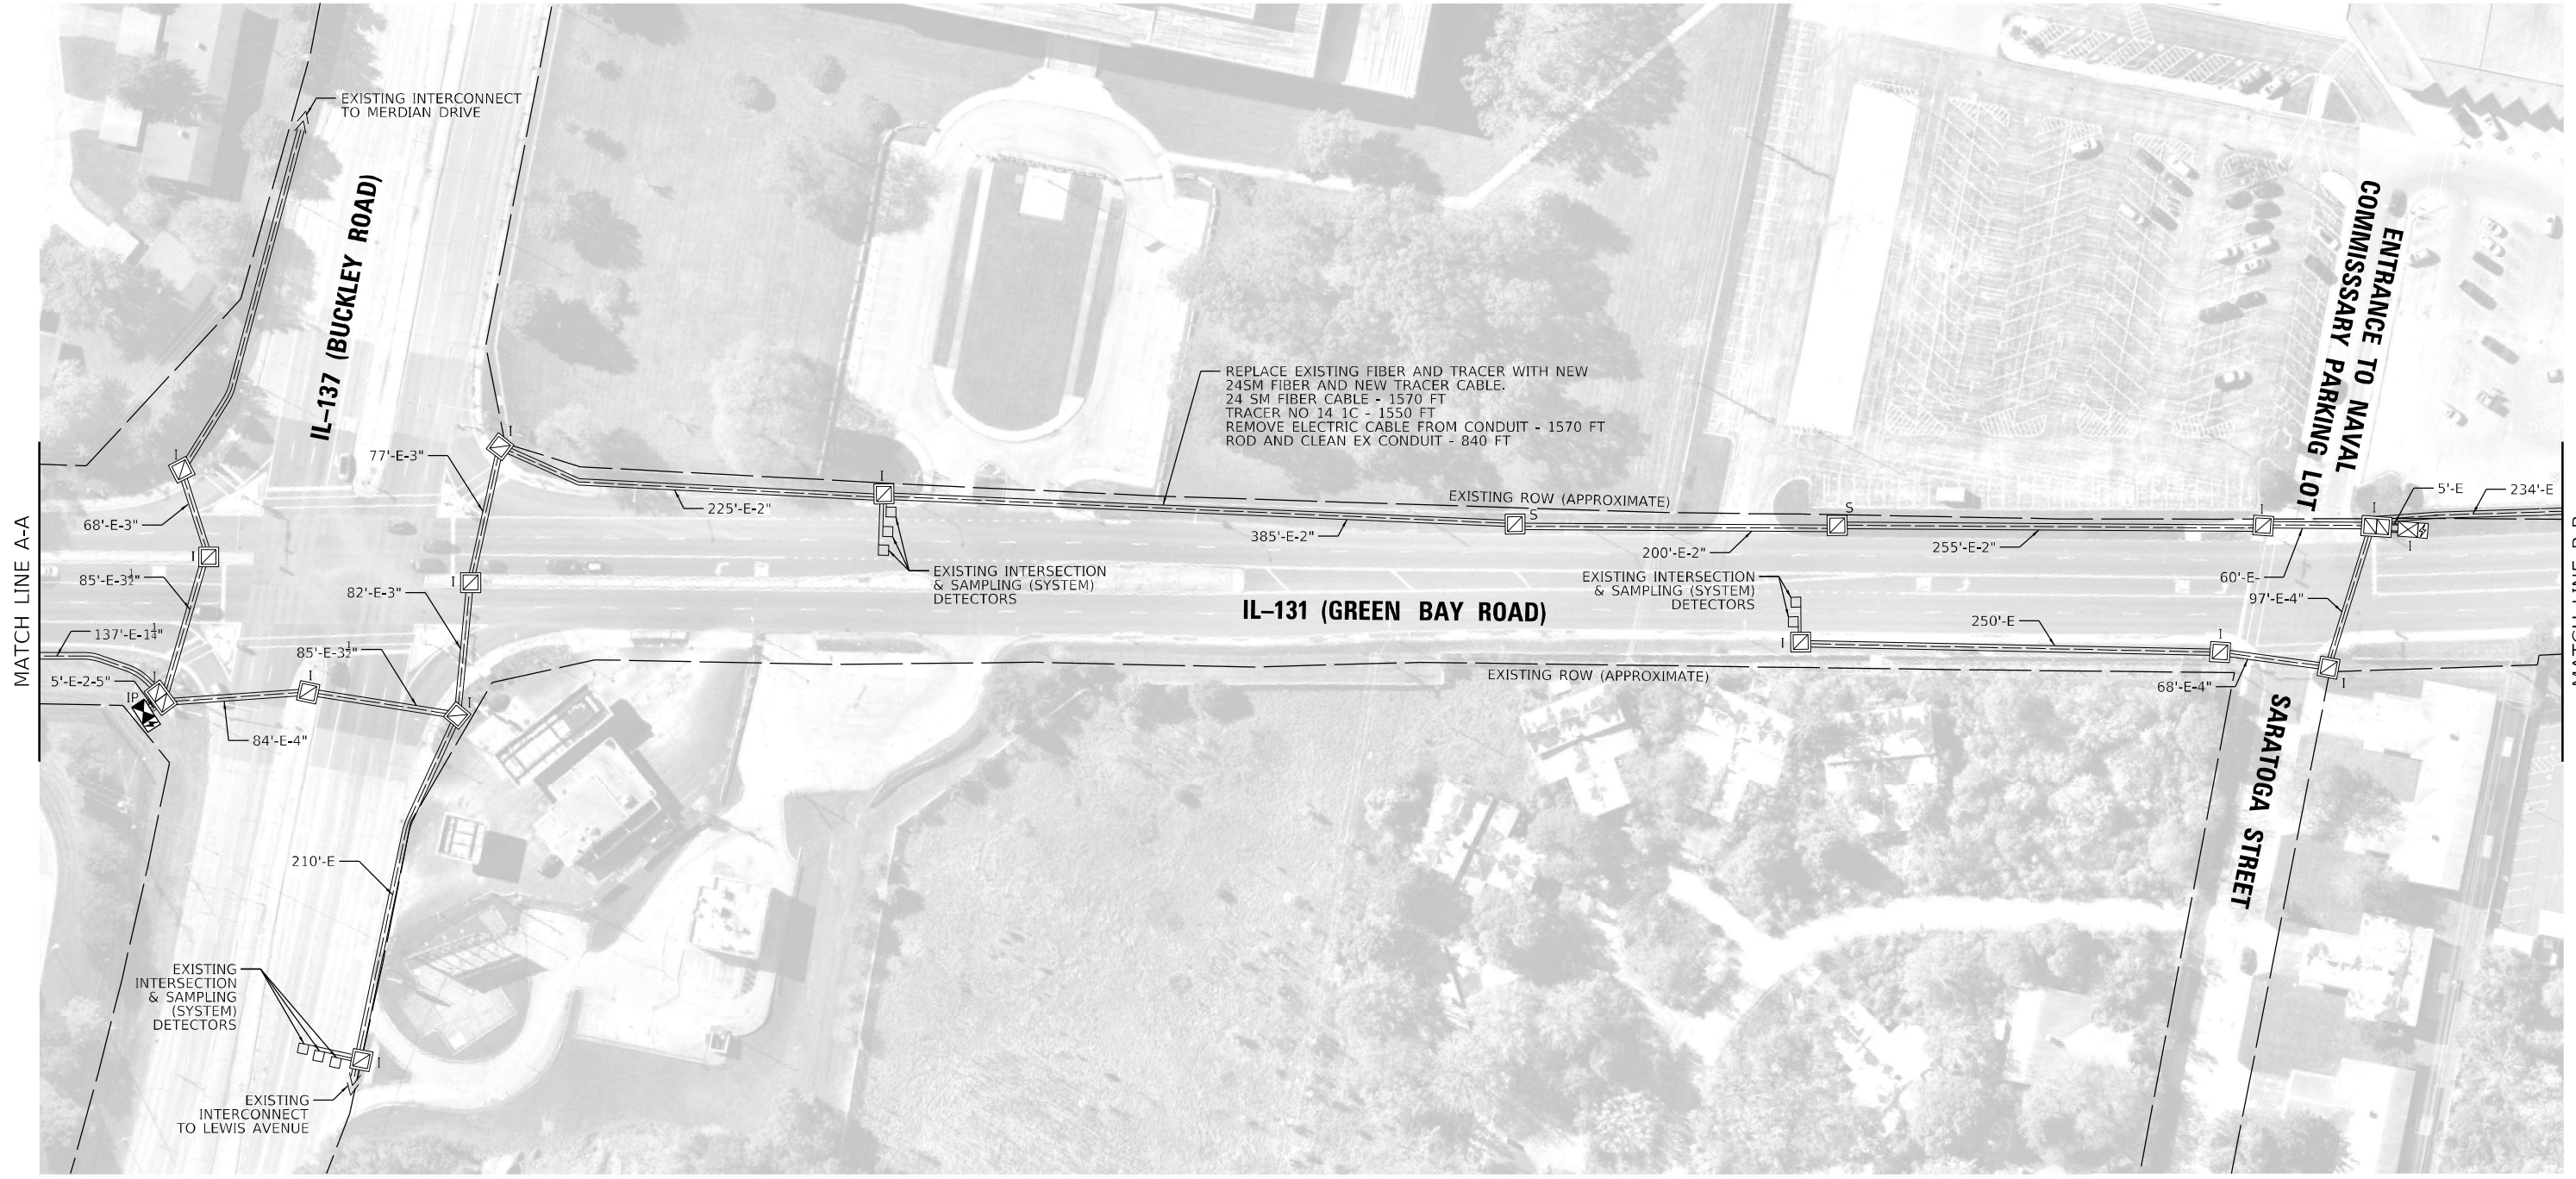 EXISTING INTERCONNECT
TO MERDIAN DRIVE
IL-137 (BUCKLEY ROAD)
ENTRANCE TO NAVAL
COMMISSSARY PARKING LOT
REPLACE EXISTING FIBER AND TRACER WITH NEW
24SM FIBER AND NEW TRACER CABLE.
24 SM FIBER CABLE - 1570 FT
TRACER NO 14 1C - 1550 FT
REMOVE ELECTRIC CABLE FROM CONDUIT - 1570 FT
ROD AND CLEAN EX CONDUIT - 840 FT
I
I
77'-E-3"
I
225'-E-2"
EXISTING ROW (APPROXIMATE)
S
S
I
I
5'-E
234'-E
68'-E-3"
385'-E-2"
200'-E-2"
255'-E-2"
I
I
85'-E-3½"
82'-E-3"
I
EXISTING INTERSECTION
& SAMPLING (SYSTEM)
DETECTORS
EXISTING INTERSECTION
& SAMPLING (SYSTEM)
DETECTORS
60'-E-
97'-E-4"
IL-131 (GREEN BAY ROAD)
MATCH LINE A-A
137'-E-1¼"
85'-E-3½"
I
250'-E
I
5'-E-2-5"
I
IP
I
I
EXISTING ROW (APPROXIMATE)
68'-E-4"
I
84'-E-4"
SARATOGA STREET
210'-E
EXISTING
INTERSECTION
& SAMPLING
(SYSTEM)
DETECTORS
I
EXISTING
INTERCONNECT
TO LEWIS AVENUE